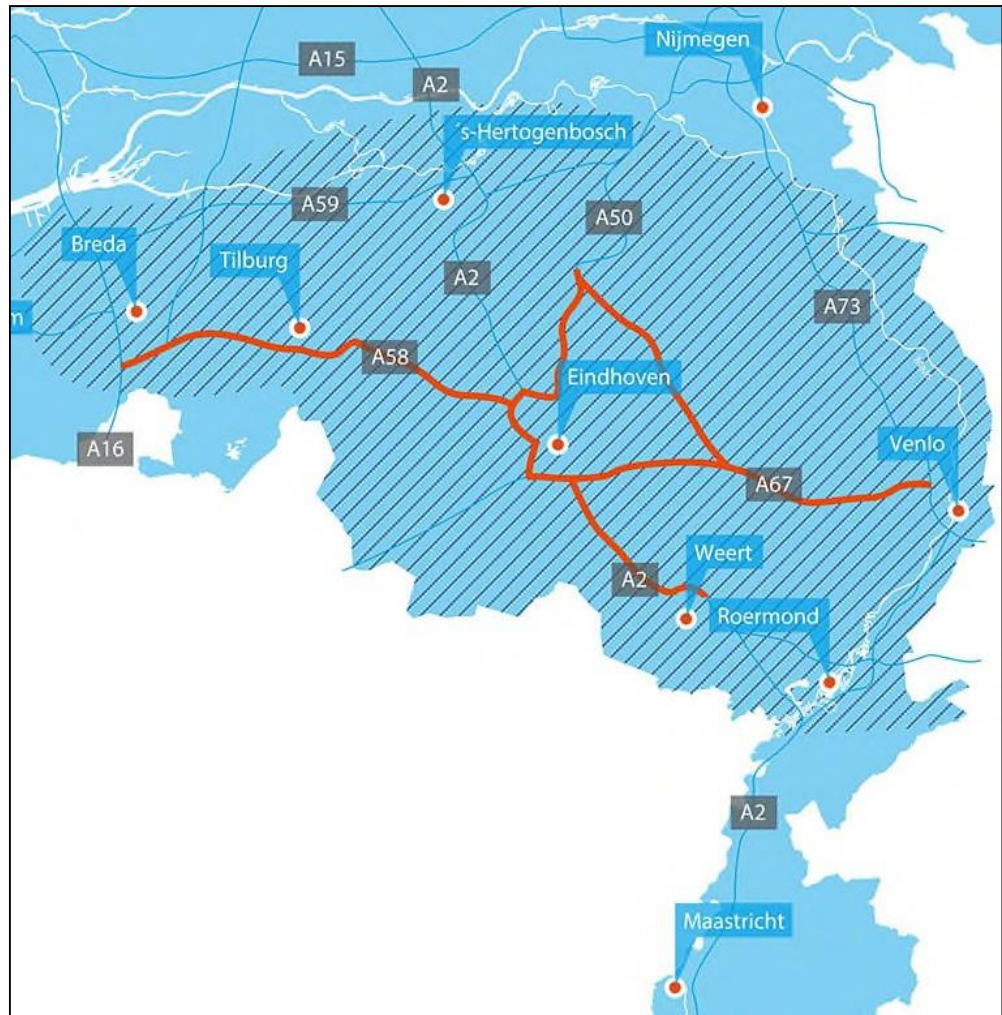 Nijmegen
A15
A2
's-Hertogenbosch
A59
A50
Breda
Tilburg
A2
A73
m
A58
Eindhoven
A16
Venlo
A67
Weert
A2
Roermond
A2
Maastricht